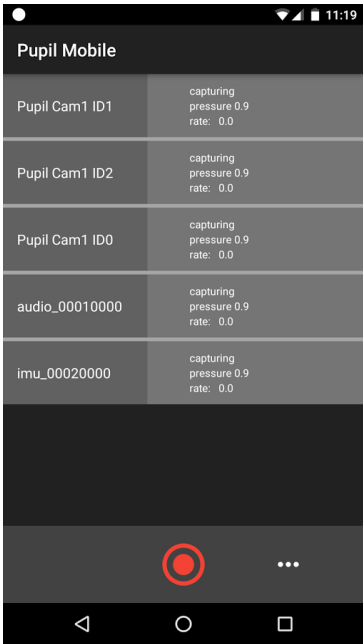 11:19
Pupil Mobile
Pupil Cam1 ID1
capturing
pressure 0.9
rate: 0.0
Pupil Cam1 ID2
capturing
pressure 0.9
rate: 0.0
Pupil Cam1 ID0
capturing
pressure 0.9
rate: 0.0
audio_00010000
capturing
pressure 0.9
rate: 0.0
imu_00020000
capturing
pressure 0.9
rate: 0.0